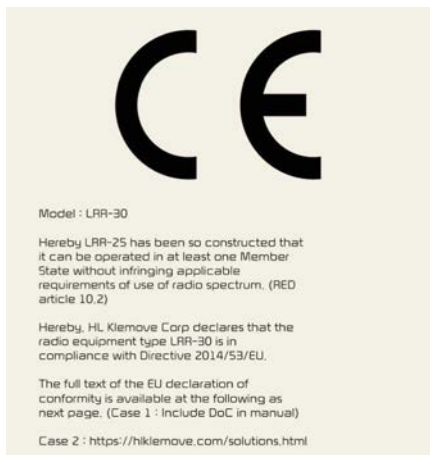 CE
Model : LRR-30
Hereby LRR-25 has been so constructed that
it can be operated in at least one Member
State without infringing applicable
requirements of use of radio spectrum. (RED
article 10.2)
Hereby, HL Klemove Corp declares that the
radio equipment type LRR-30 is in
compliance with Directive 2014/53/EU.
The full text of the EU declaration of
conformity is available at the following as
next page. (Case 1 : Include DoC in manual)
Case 2 : https://hlklemove.com/solutions.html